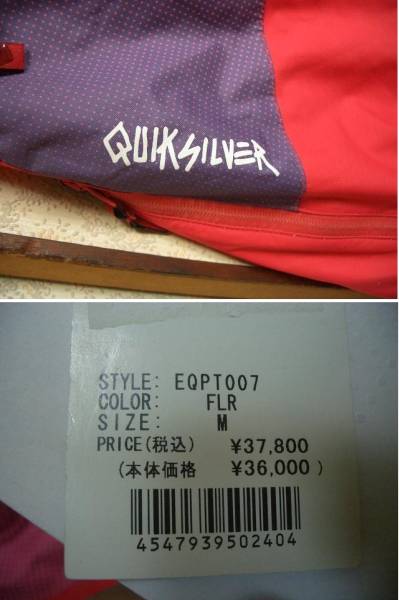 QUIKSILVER
STYLE: EQPT007
COLOR: FLR
SIZE: M
PRICE(税込) ¥37,800
(本体価格 ¥36,000 )
4547939502404